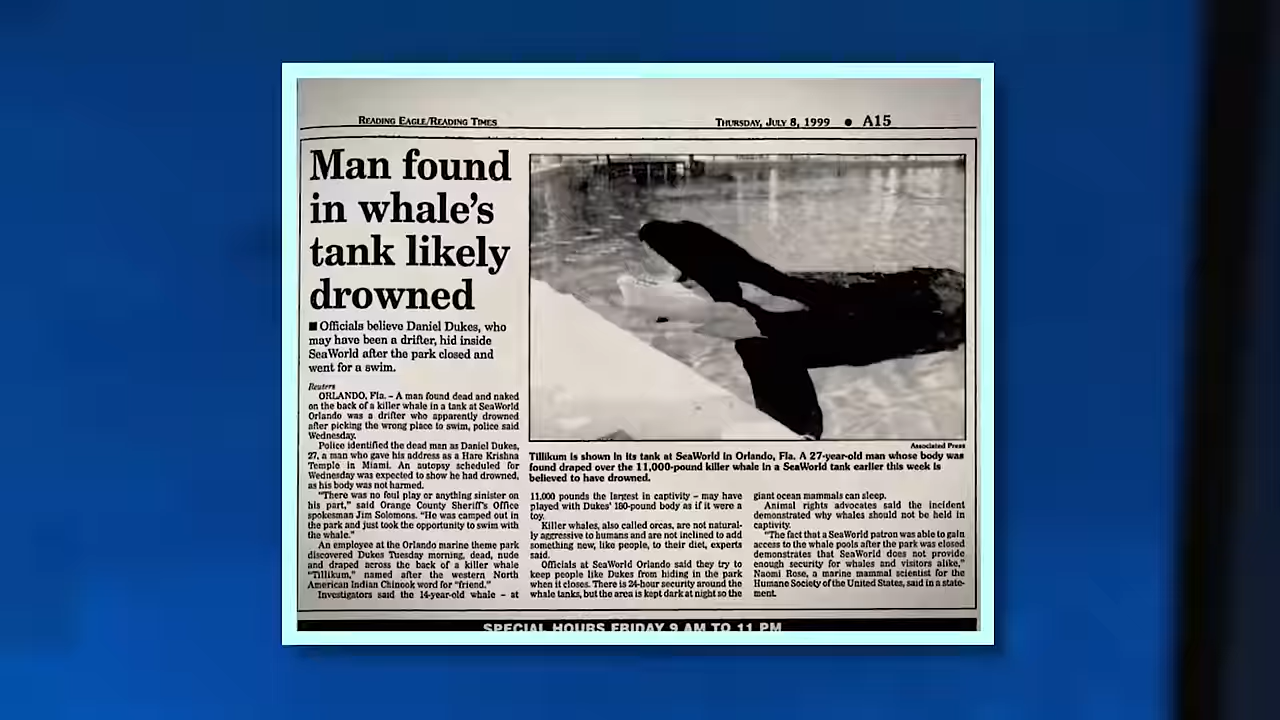 READING EAGLE/READING TIMES
THURSDAY, JULY 8, 1999 ● A15
Man found
in whale's
tank likely
drowned
■ Officials believe Daniel Dukes, who
may have been a drifter, hid inside
SeaWorld after the park closed and
went for a swim.
Reuters
ORLANDO, Fla. – A man found dead and naked
on the back of a killer whale in a tank at SeaWorld
Orlando was a drifter who apparently drowned
after picking the wrong place to swim, police said
Wednesday.
Police identified the dead man as Daniel Dukes,
27, a man who gave his address as a Hare Krishna
Temple in Miami. An autopsy scheduled for
Wednesday was expected to show he had drowned,
as his body was not harmed.
"There was no foul play or anything sinister on
his part," said Orange County Sheriff's Office
spokesman Jim Solomons. "He was camped out in
the park and just took the opportunity to swim with
the whale."
An employee at the Orlando marine theme park
discovered Dukes Tuesday morning, dead, nude
and draped across the back of a killer whale
"Tillikum," named after the western North
American Indian Chinook word for "friend."
Investigators said the 14-year-old whale – at
Associated Press
Tillikum is shown in its tank at SeaWorld in Orlando, Fla. A 27-year-old man whose body was
found draped over the 11,000-pound killer whale in a SeaWorld tank earlier this week is
believed to have drowned.
11,000 pounds the largest in captivity – may have
played with Dukes' 180-pound body as if it were a
toy.
Killer whales, also called orcas, are not natural-
ly aggressive to humans and are not inclined to add
something new, like people, to their diet, experts
said.
Officials at SeaWorld Orlando said they try to
keep people like Dukes from hiding in the park
when it closes. There is 24-hour security around the
whale tanks, but the area is kept dark at night so the
giant ocean mammals can sleep.
Animal rights advocates said the incident
demonstrated why whales should not be held in
captivity.
"The fact that a SeaWorld patron was able to gain
access to the whale pools after the park was closed
demonstrates that SeaWorld does not provide
enough security for whales and visitors alike,"
Naomi Rose, a marine mammal scientist for the
Humane Society of the United States, said in a state-
ment.
SPECIAL HOURS FRIDAY 9 AM TO 11 PM